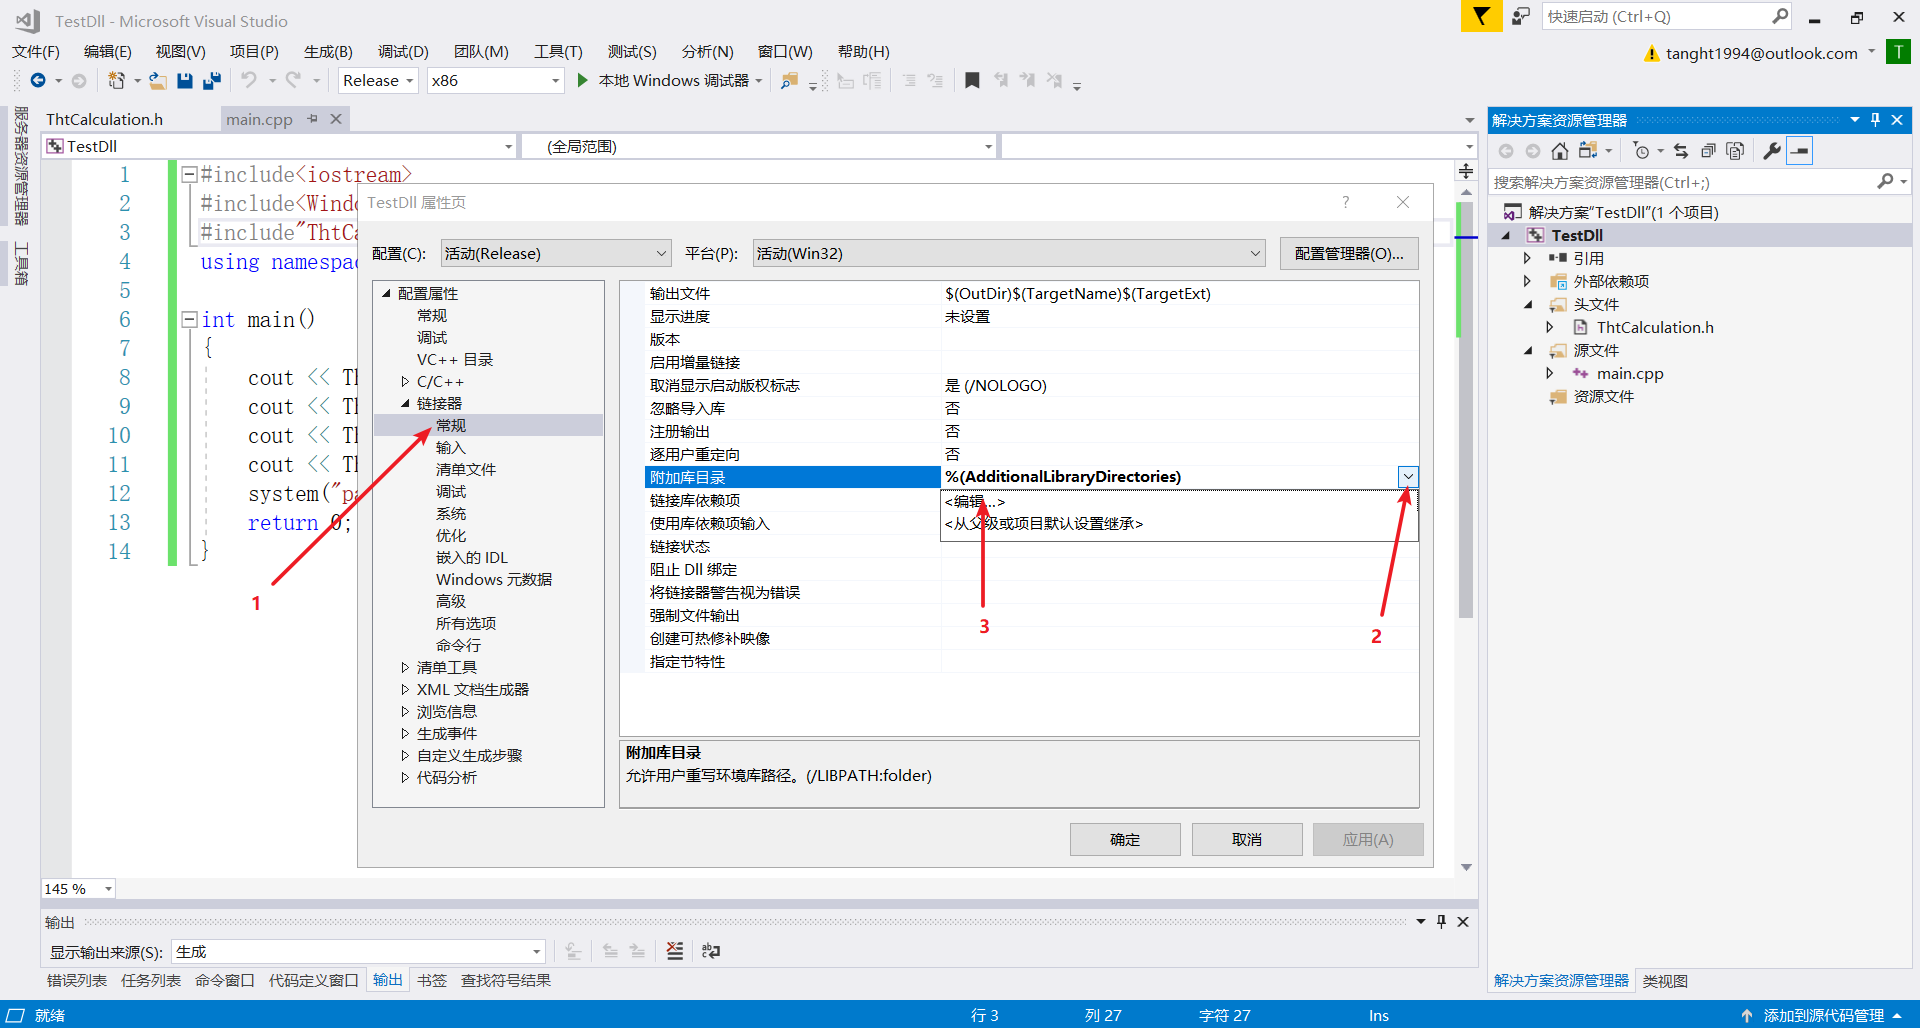 TestDll - Microsoft Visual Studio
快速启动 (Ctrl+Q)
文件(F) 编辑(E) 视图(V) 项目(P) 生成(B) 调试(D) 团队(M) 工具(T) 测试(S) 分析(N) 窗口(W) 帮助(H)
tanght1994@outlook.com T
Release x86 本地 Windows 调试器
服务器资源管理器
工具箱
ThtCalculation.h main.cpp
TestDll (全局范围)
1 #include<iostream>
2 #include<Windo
3 #include"ThtCa
4 using namespac
5
6 int main()
7 {
8 cout << Th
9 cout << Th
10 cout << Th
11 cout << Th
12 system("pa
13 return 0;
14 }
145 %
TestDll 属性页
?
配置(C): 活动(Release) 平台(P): 活动(Win32) 配置管理器(O)...
配置属性
常规
调试
VC++ 目录
C/C++
链接器
常规
输入
清单文件
调试
系统
优化
嵌入的 IDL
Windows 元数据
高级
所有选项
命令行
清单工具
XML 文档生成器
浏览信息
生成事件
自定义生成步骤
代码分析
输出文件 $(OutDir)$(TargetName)$(TargetExt)
显示进度 未设置
版本
启用增量链接
取消显示启动版权标志 是 (/NOLOGO)
忽略导入库 否
注册输出 否
逐用户重定向 否
附加库目录 %(AdditionalLibraryDirectories)
链接库依赖项 <编辑...>
使用库依赖项输入 <从父级或项目默认设置继承>
链接状态
阻止 Dll 绑定
将链接器警告视为错误
强制文件输出
创建可热修补映像
指定节特性
1
3
2
附加库目录
允许用户重写环境库路径。(/LIBPATH:folder)
确定 取消 应用(A)
解决方案资源管理器
搜索解决方案资源管理器(Ctrl+;)
解决方案"TestDll"(1 个项目)
TestDll
引用
外部依赖项
头文件
ThtCalculation.h
源文件
main.cpp
资源文件
解决方案资源管理器 类视图
输出
显示输出来源(S): 生成
错误列表 任务列表 命令窗口 代码定义窗口 输出 书签 查找符号结果
就绪 行 3 列 27 字符 27 Ins 添加到源代码管理